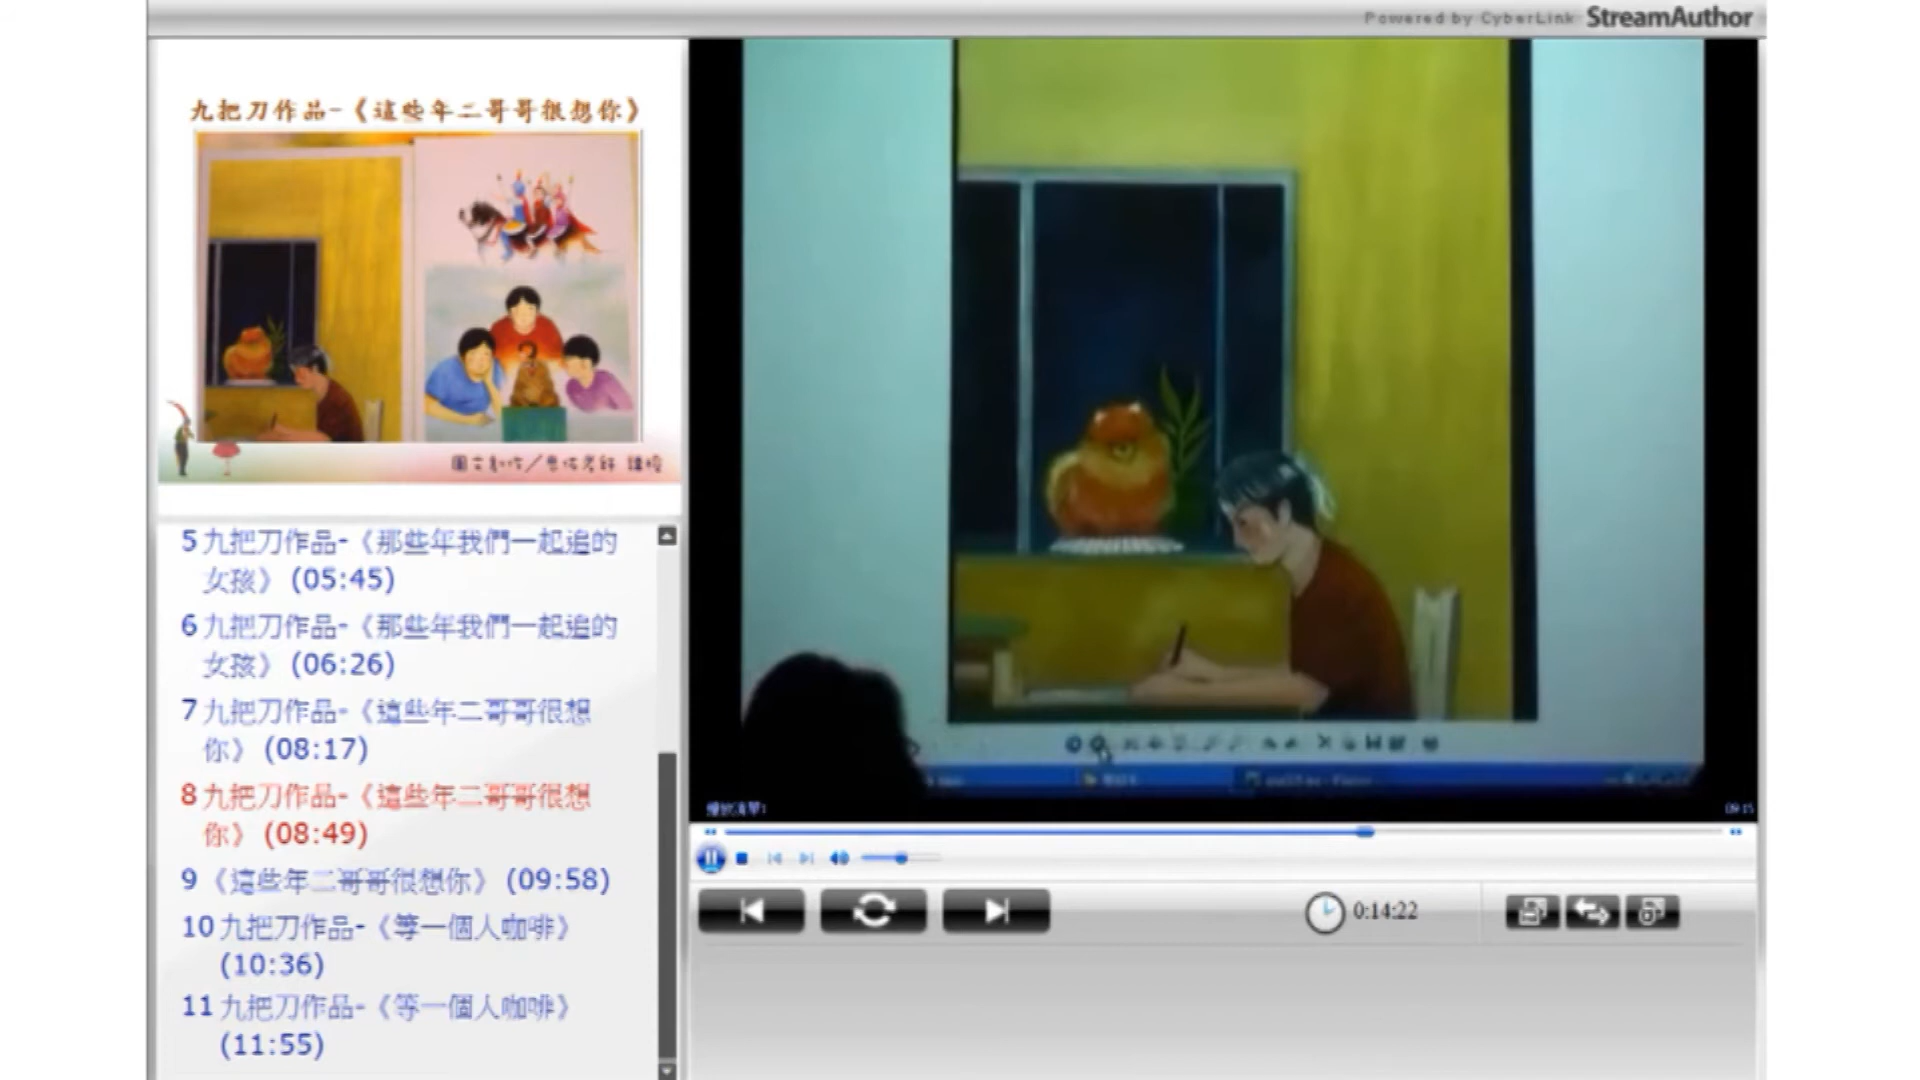 Powered by CyberLink StreamAuthor
九把刀作品-《這些年二哥哥很想你》
5 九把刀作品-《那些年我們一起追的
女孩》 (05:45)
6 九把刀作品-《那些年我們一起追的
女孩》 (06:26)
7 九把刀作品-《這些年二哥哥很想
你》 (08:17)
8 九把刀作品-《這些年二哥哥很想
你》 (08:49)
9 《這些年二哥哥很想你》 (09:58)
10 九把刀作品-《等一個人咖啡》
(10:36)
11 九把刀作品-《等一個人咖啡》
(11:55)
09:15
0:14:22